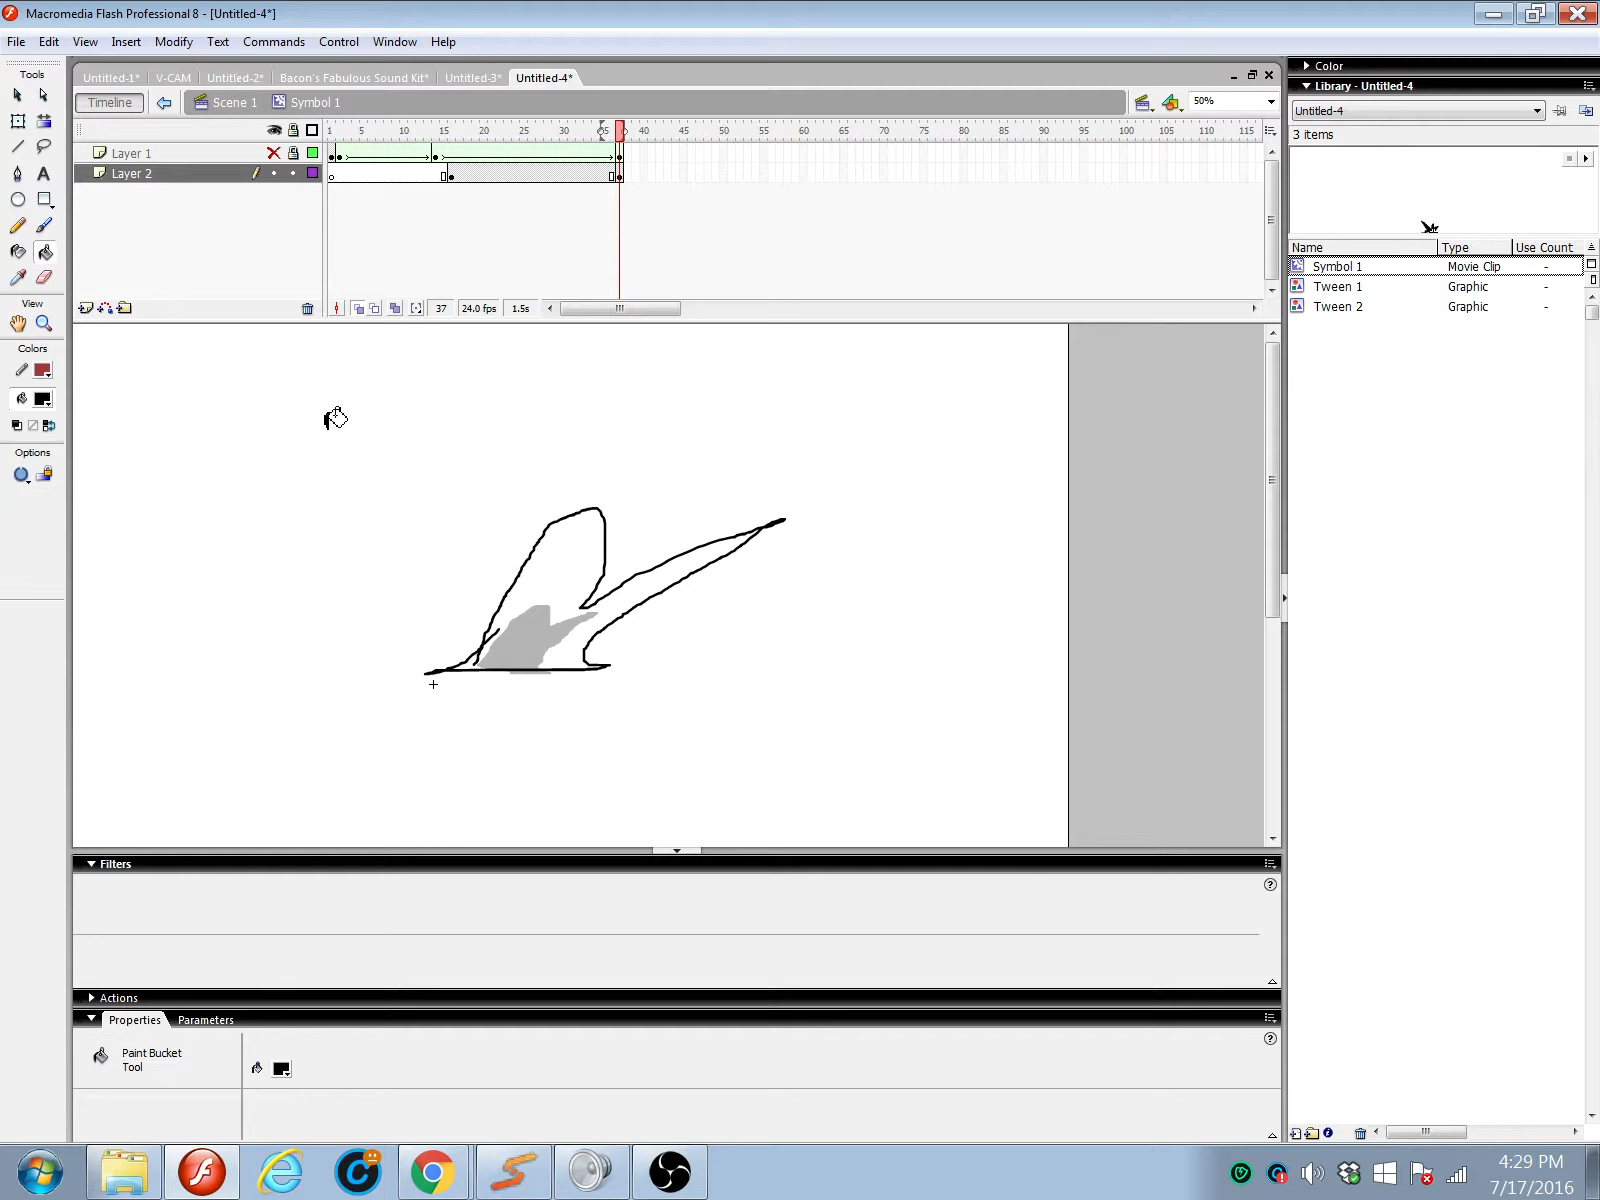 Macromedia Flash Professional 8 - [Untitled-4*]
File Edit View Insert Modify Text Commands Control Window Help
Tools
View
Colors
Options
Untitled-1* V-CAM Untitled-2* Bacon's Fabulous Sound Kit* Untitled-3* Untitled-4*
Timeline Scene 1 Symbol 1 50%
1 5 10 15 20 25 30 35 40 45 50 55 60 65 70 75 80 85 90 95 100 105 110 115
Layer 1
Layer 2
37 24.0 fps 1.5s
Filters
Actions
Properties Parameters
Paint Bucket
Tool
Color
Library - Untitled-4
Untitled-4
3 items
Name Type Use Count
Symbol 1 Movie Clip -
Tween 1 Graphic -
Tween 2 Graphic -
4:29 PM
7/17/2016